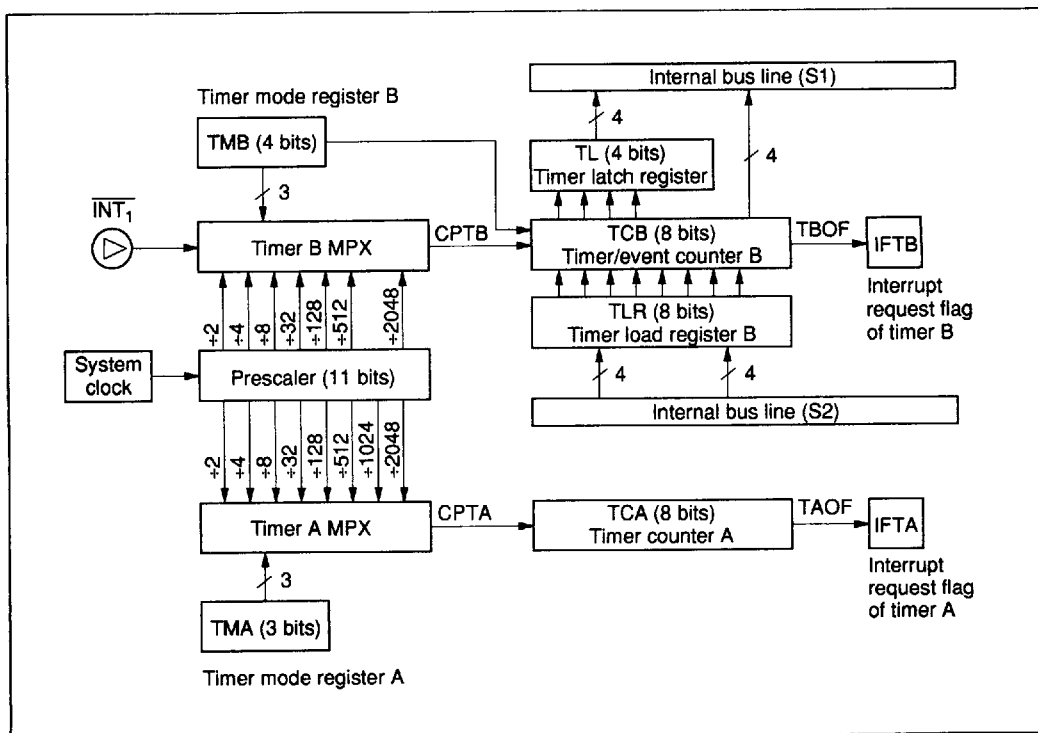 Internal bus line (S1)
Timer mode register B
4
TMB (4 bits)
TL (4 bits)
Timer latch register
4
3
INT1
Timer B MPX
CPTB
TCB (8 bits)
Timer/event counter B
TBOF
IFTB
Interrupt
request flag
of timer B
÷2
÷4
÷8
÷32
÷128
÷512
÷2048
TLR (8 bits)
Timer load register B
System
clock
Prescaler (11 bits)
4
4
Internal bus line (S2)
÷2
÷4
÷8
÷32
÷128
÷512
÷1024
÷2048
Timer A MPX
CPTA
TCA (8 bits)
Timer counter A
TAOF
IFTA
Interrupt
request flag
of timer A
3
TMA (3 bits)
Timer mode register A